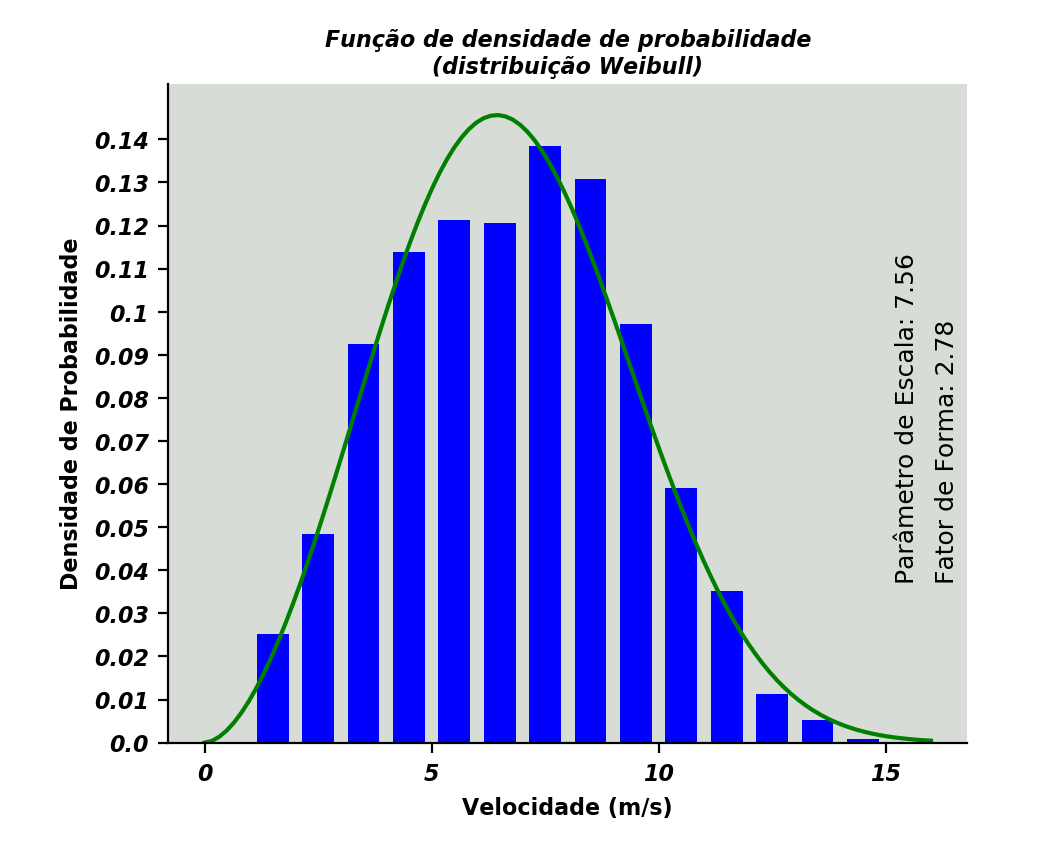 Função de densidade de probabilidade
(distribuição Weibull)
Densidade de Probabilidade
0.14
0.13
0.12
0.11
0.1
0.09
0.08
0.07
0.06
0.05
0.04
0.03
0.02
0.01
0.0
Parâmetro de Escala: 7.56
Fator de Forma: 2.78
0 5 10 15
Velocidade (m/s)